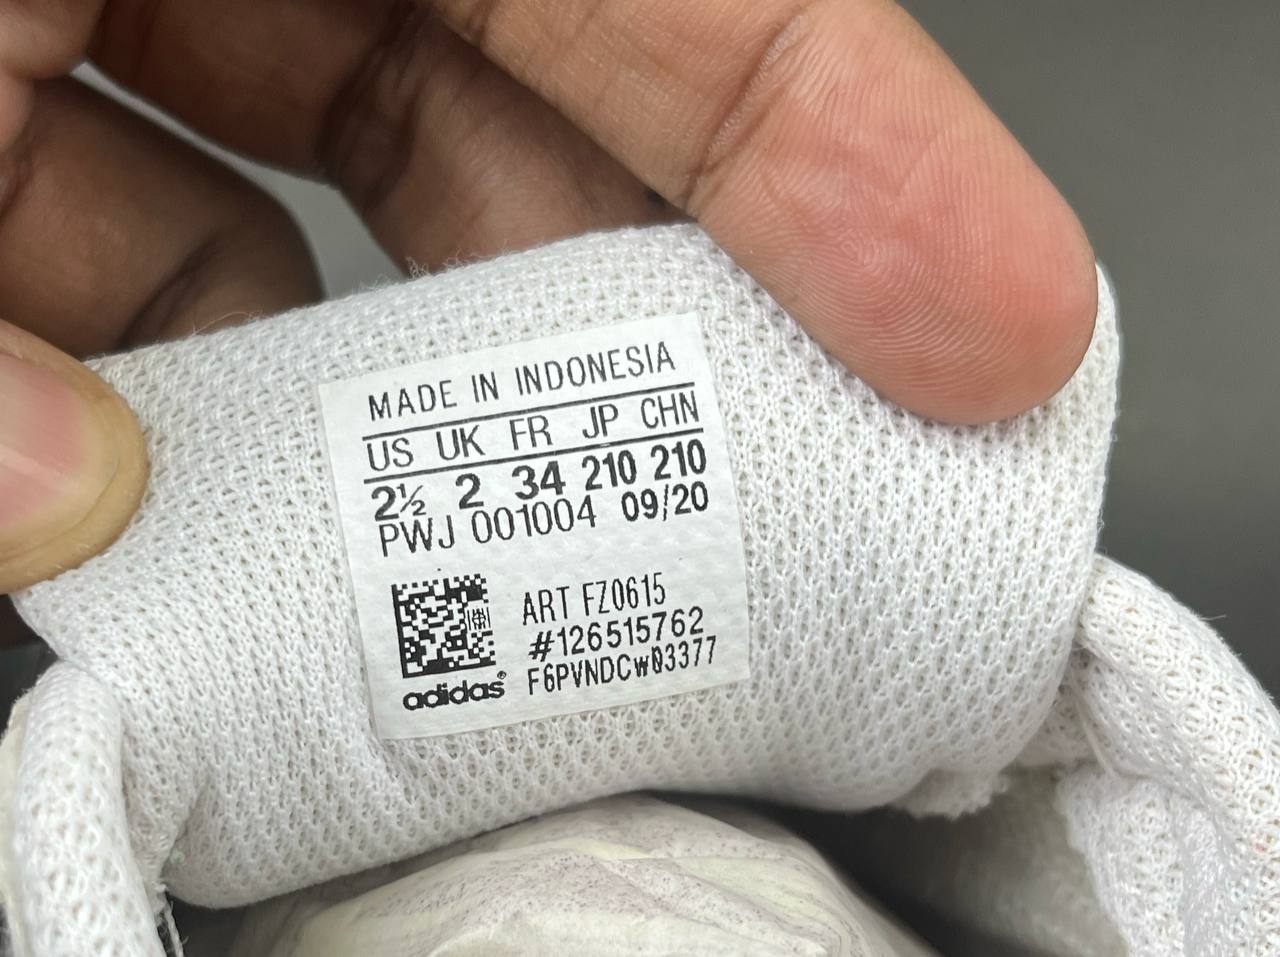 MADE IN INDONESIA
US UK FR JP CHN
2½ 2 34 210 210
PWJ 001004 09/20
ART FZ0615
#126515762
F6PVNDCW03377
adidas®